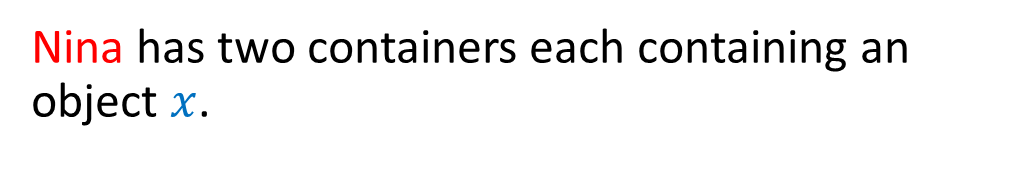 Nina has two containers each containing an
object x.